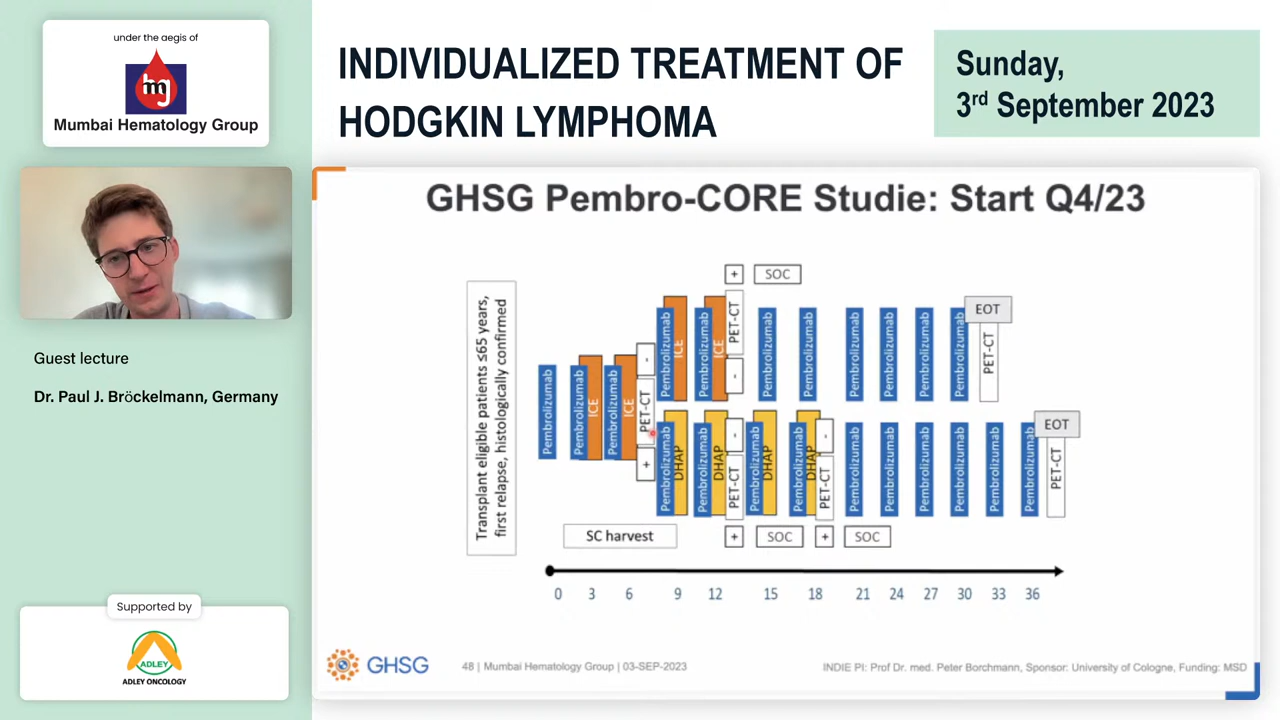 under the aegis of
hmg
Mumbai Hematology Group
INDIVIDUALIZED TREATMENT OF
HODGKIN LYMPHOMA
Sunday,
3rd September 2023
Guest lecture
Dr. Paul J. Bröckelmann, Germany
Supported by
ADLEY
ADLEY ONCOLOGY
GHSG Pembro-CORE Studie: Start Q4/23
Transplant eligible patients ≤65 years,
first relapse, histologically confirmed
Pembrolizumab
Pembrolizumab
ICE
Pembrolizumab
ICE
-
PET-CT
+
Pembrolizumab
ICE
Pembrolizumab
ICE
+
SOC
PET-CT
-
Pembrolizumab
Pembrolizumab
Pembrolizumab
Pembrolizumab
Pembrolizumab
Pembrolizumab
EOT
PET-CT
Pembrolizumab
DHAP
Pembrolizumab
DHAP
-
PET-CT
+
SOC
Pembrolizumab
DHAP
Pembrolizumab
DHAP
-
PET-CT
+
SOC
Pembrolizumab
Pembrolizumab
Pembrolizumab
Pembrolizumab
Pembrolizumab
Pembrolizumab
EOT
PET-CT
SC harvest
0 3 6 9 12 15 18 21 24 27 30 33 36
GHSG
48 | Mumbai Hematology Group | 03-SEP-2023
INDIE PI: Prof Dr. med. Peter Borchmann, Sponsor: University of Cologne, Funding: MSD